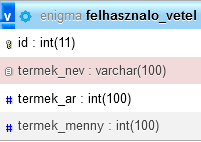 v enigma felhasznalo_vetel
id : int(11)
termek_nev : varchar(100)
# termek_ar : int(100)
# termek_menny : int(100)